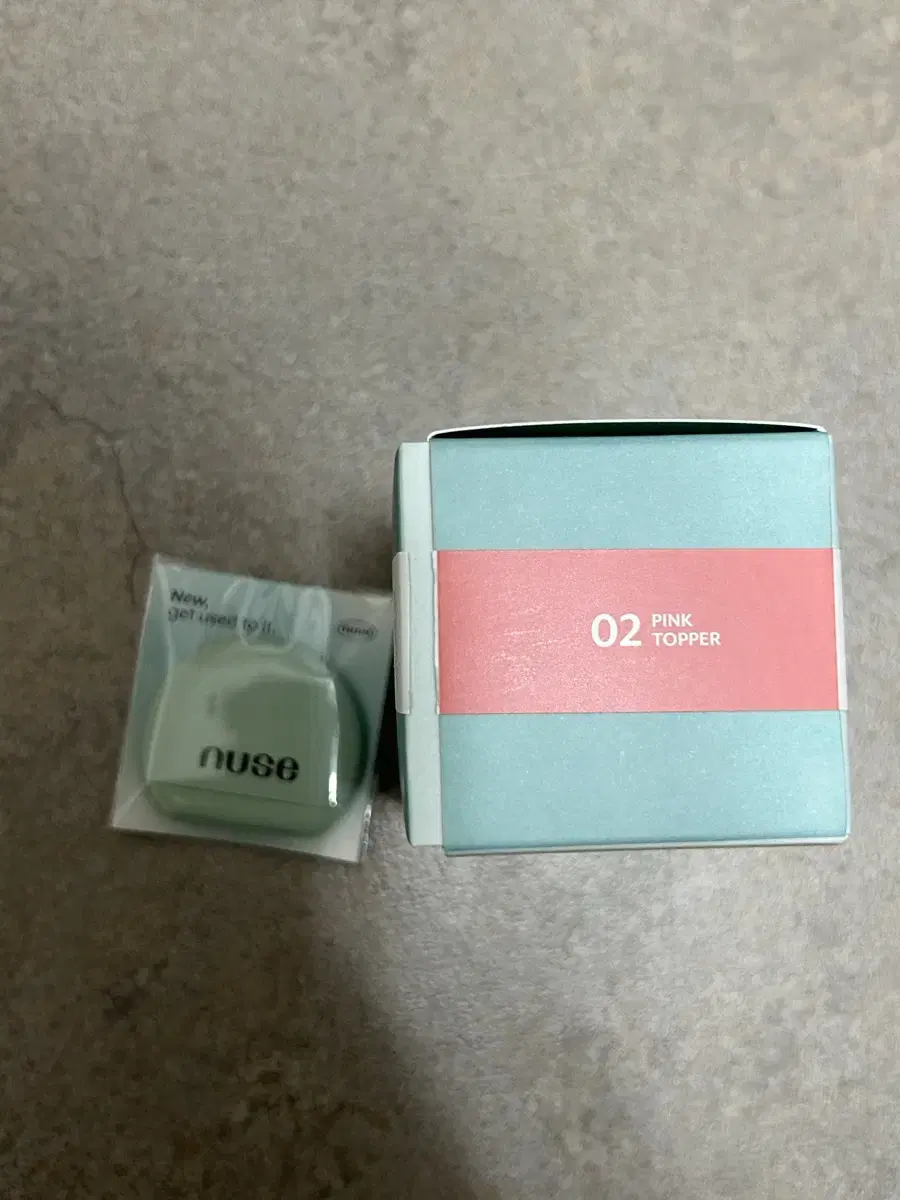 New,
get used to it.
nuse
nuse
02 PINK
TOPPER